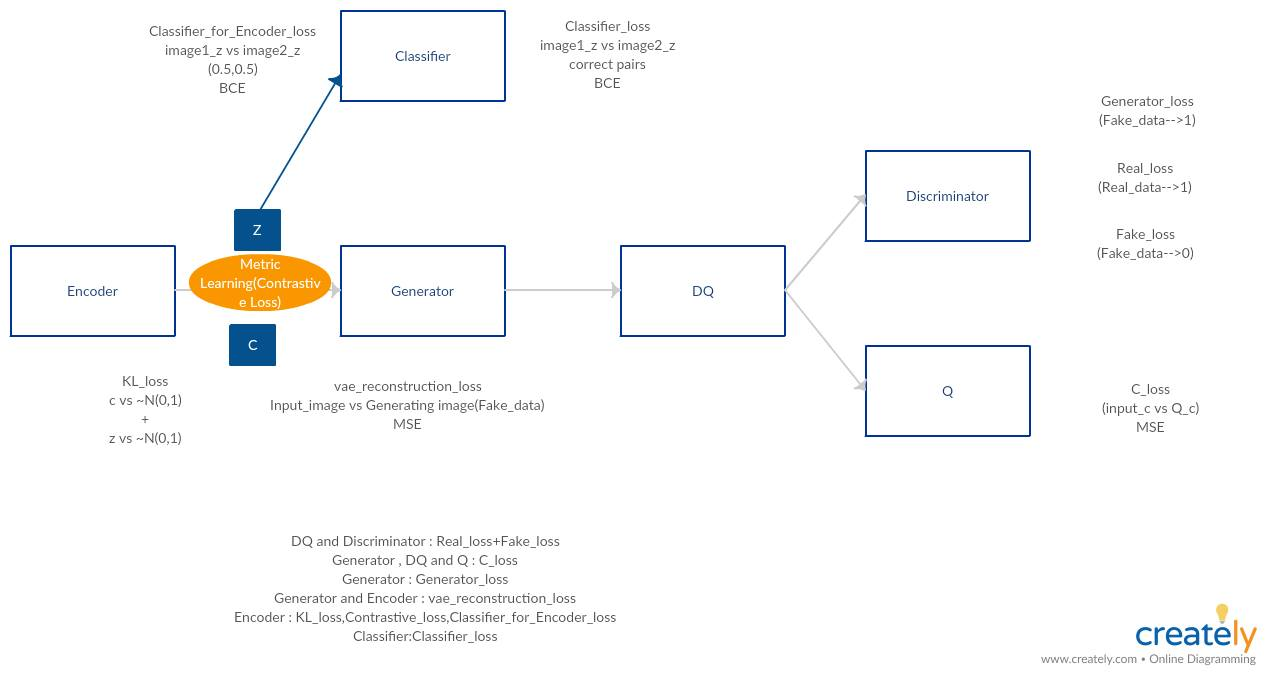 Classifier_for_Encoder_loss
image1_z vs image2_z
(0.5,0.5)
BCE
Classifier
Classifier_loss
image1_z vs image2_z
correct pairs
BCE
Generator_loss
(Fake_data-->1)
Real_loss
(Real_data-->1)
Fake_loss
(Fake_data-->0)
Discriminator
Z
Metric
Learning(Contrastiv
e Loss)
Encoder
Generator
DQ
C
KL_loss
c vs ~N(0,1)
+
z vs ~N(0,1)
vae_reconstruction_loss
Input_image vs Generating image(Fake_data)
MSE
Q
C_loss
(input_c vs Q_c)
MSE
DQ and Discriminator : Real_loss+Fake_loss
Generator , DQ and Q : C_loss
Generator : Generator_loss
Generator and Encoder : vae_reconstruction_loss
Encoder : KL_loss,Contrastive_loss,Classifier_for_Encoder_loss
Classifier:Classifier_loss
creately
www.creately.com • Online Diagramming